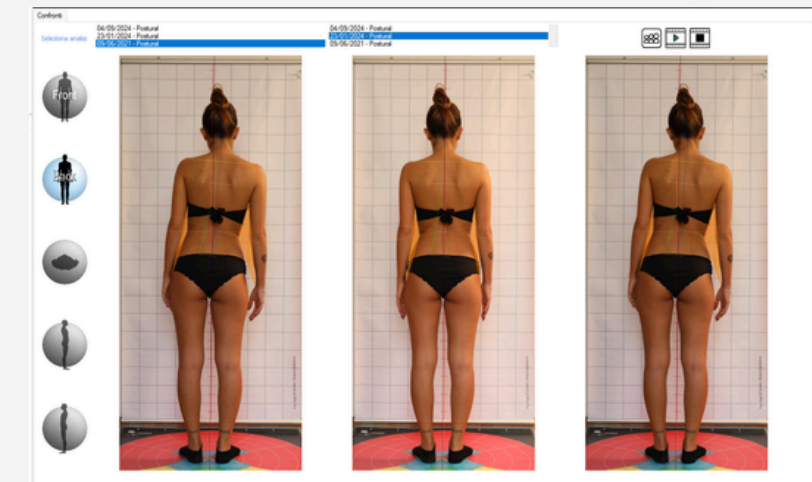 Confronti
Seleziona analisi
04/09/2024 - Postural
23/01/2024 - Postural
09/06/2021 - Postural
04/09/2024 - Postural
23/01/2024 - Postural
09/06/2021 - Postural
Front
Back